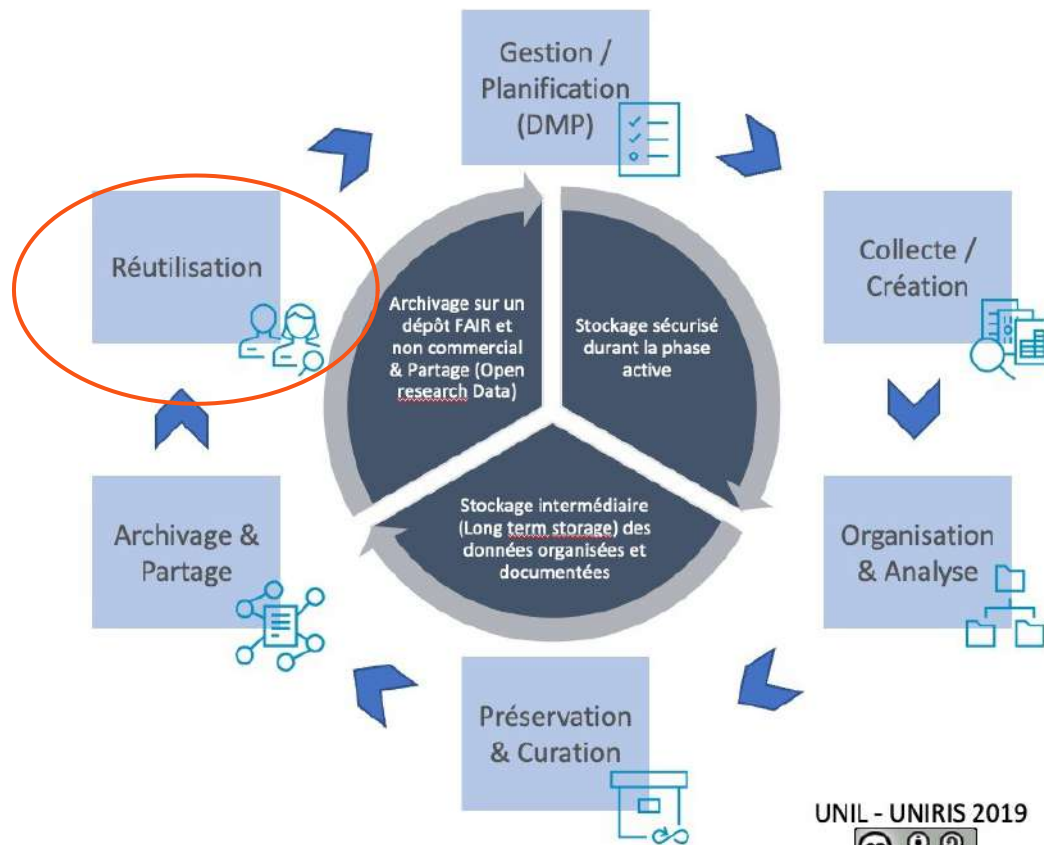 Gestion /
Planification
(DMP)
Réutilisation
Collecte /
Création
Archivage sur un
dépôt FAIR et
non commercial
& Partage (Open
research Data)
Stockage sécurisé
durant la phase
active
Stockage intermédiaire
(Long term storage) des
données organisées et
documentées
Archivage &
Partage
Organisation
& Analyse
Préservation
& Curation
UNIL - UNIRIS 2019
cc